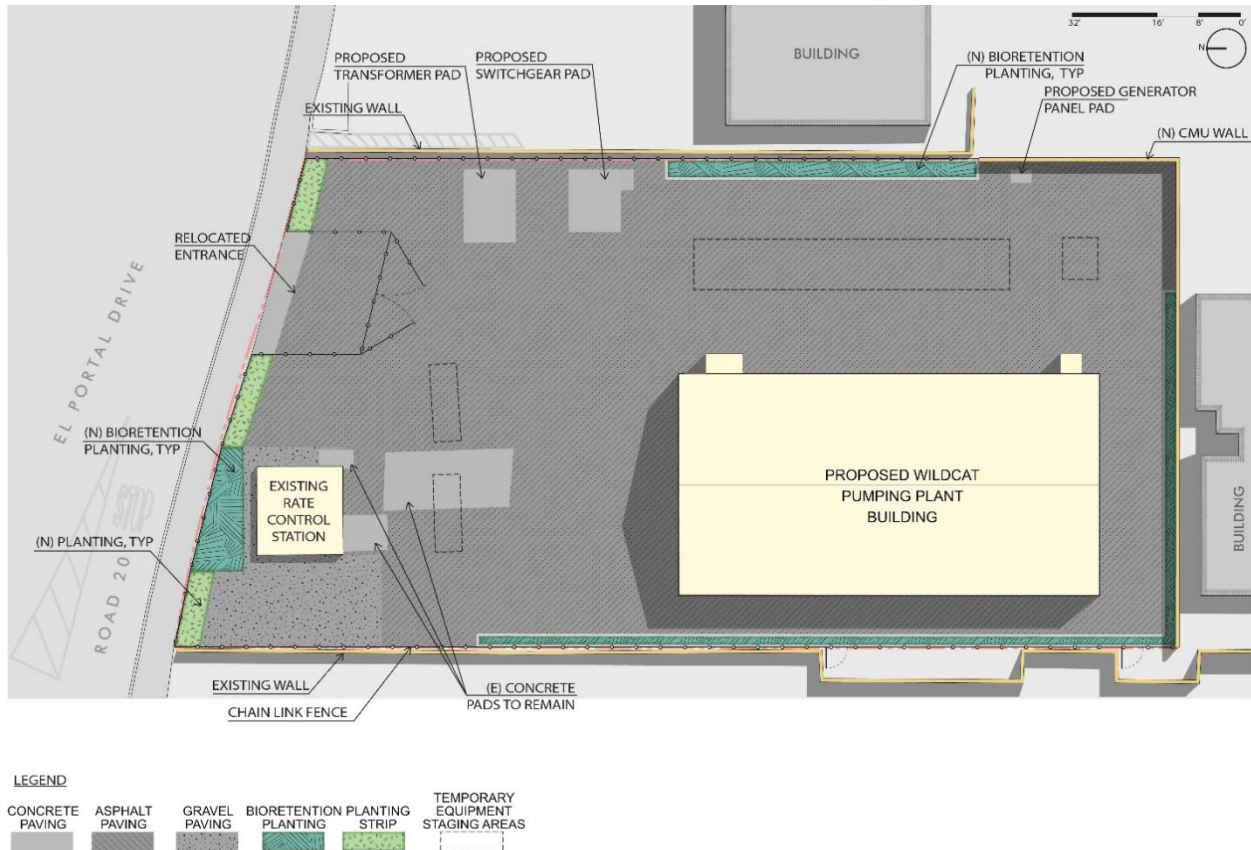 32' 16' 8' 0'
N
BUILDING
PROPOSED
TRANSFORMER PAD
PROPOSED
SWITCHGEAR PAD
(N) BIORETENTION
PLANTING, TYP
PROPOSED GENERATOR
PANEL PAD
EXISTING WALL
(N) CMU WALL
RELOCATED
ENTRANCE
EL PORTAL DRIVE
(N) BIORETENTION
PLANTING, TYP
EXISTING
RATE
CONTROL
STATION
PROPOSED WILDCAT
PUMPING PLANT
BUILDING
BUILDING
STOP
(N) PLANTING, TYP
ROAD 20
EXISTING WALL
CHAIN LINK FENCE
(E) CONCRETE
PADS TO REMAIN
LEGEND
CONCRETE
PAVING
ASPHALT
PAVING
GRAVEL
PAVING
BIORETENTION
PLANTING
PLANTING
STRIP
TEMPORARY
EQUIPMENT
STAGING AREAS